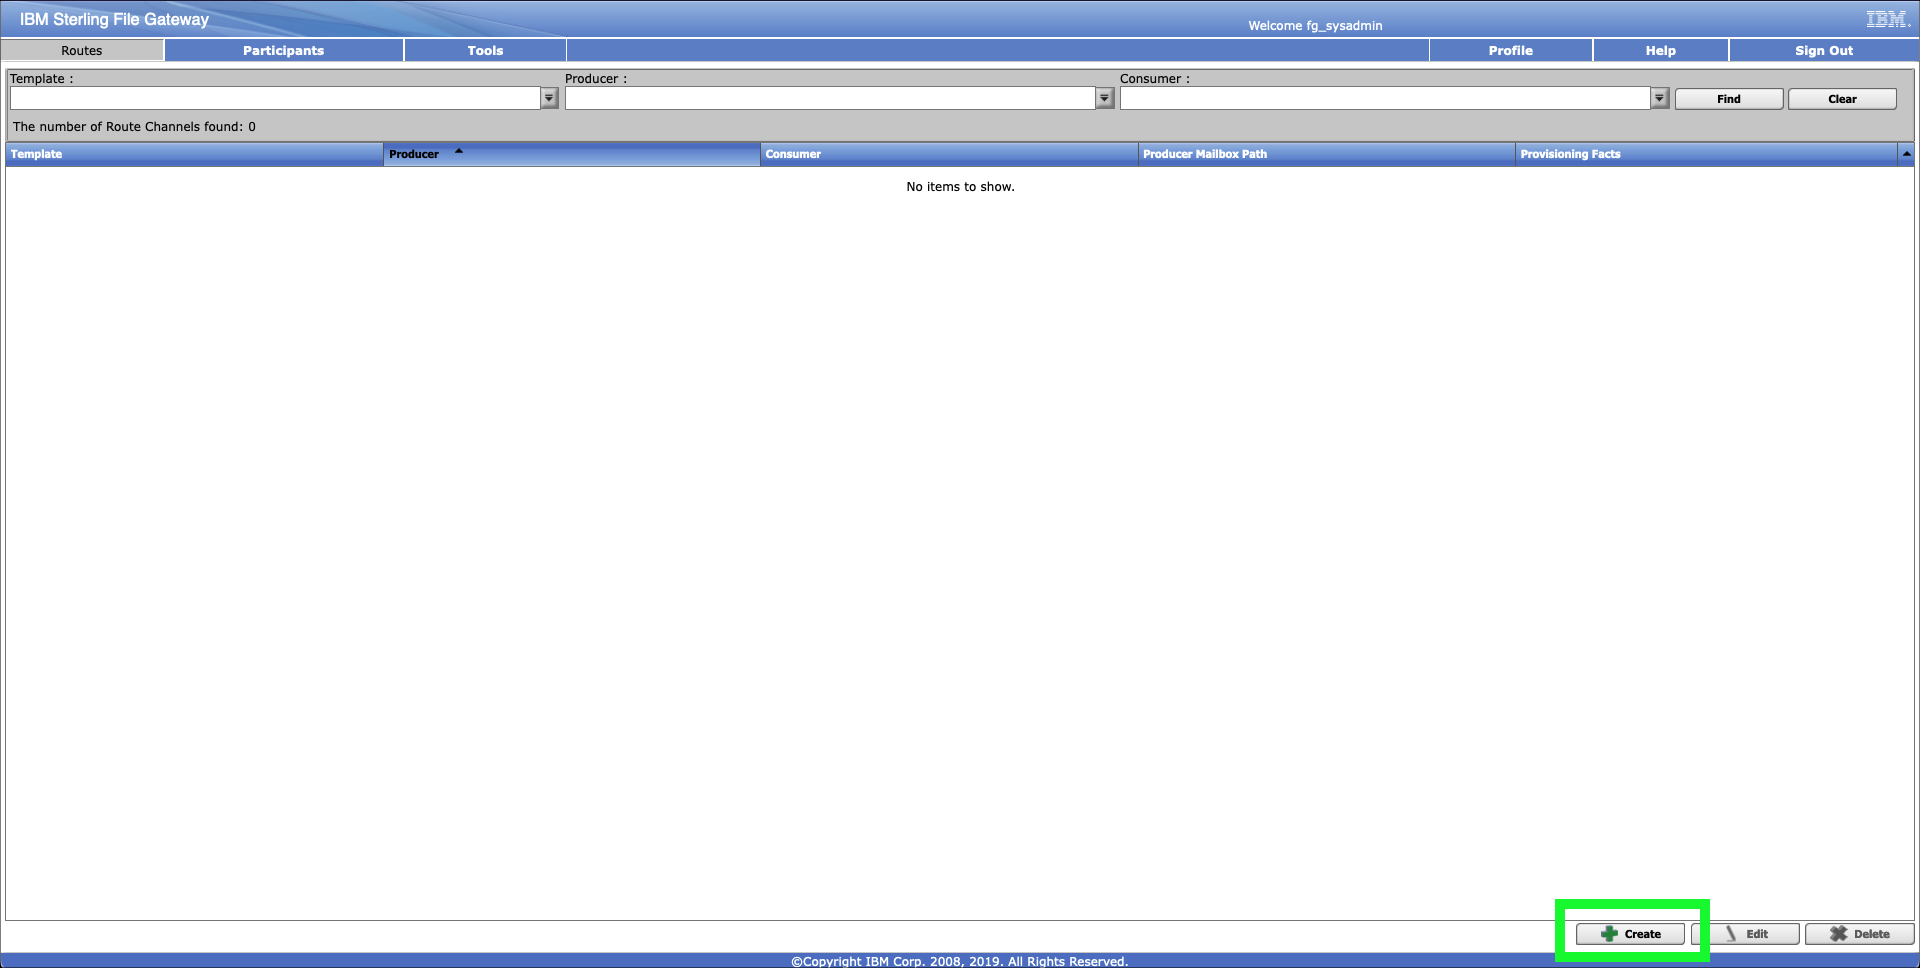 IBM Sterling File Gateway
Welcome fg_sysadmin
IBM.
Routes Participants Tools Profile Help Sign Out
Template : Producer : Consumer :
Find Clear
The number of Route Channels found: 0
Template Producer Consumer Producer Mailbox Path Provisioning Facts
No items to show.
Create Edit Delete
©Copyright IBM Corp. 2008, 2019. All Rights Reserved.